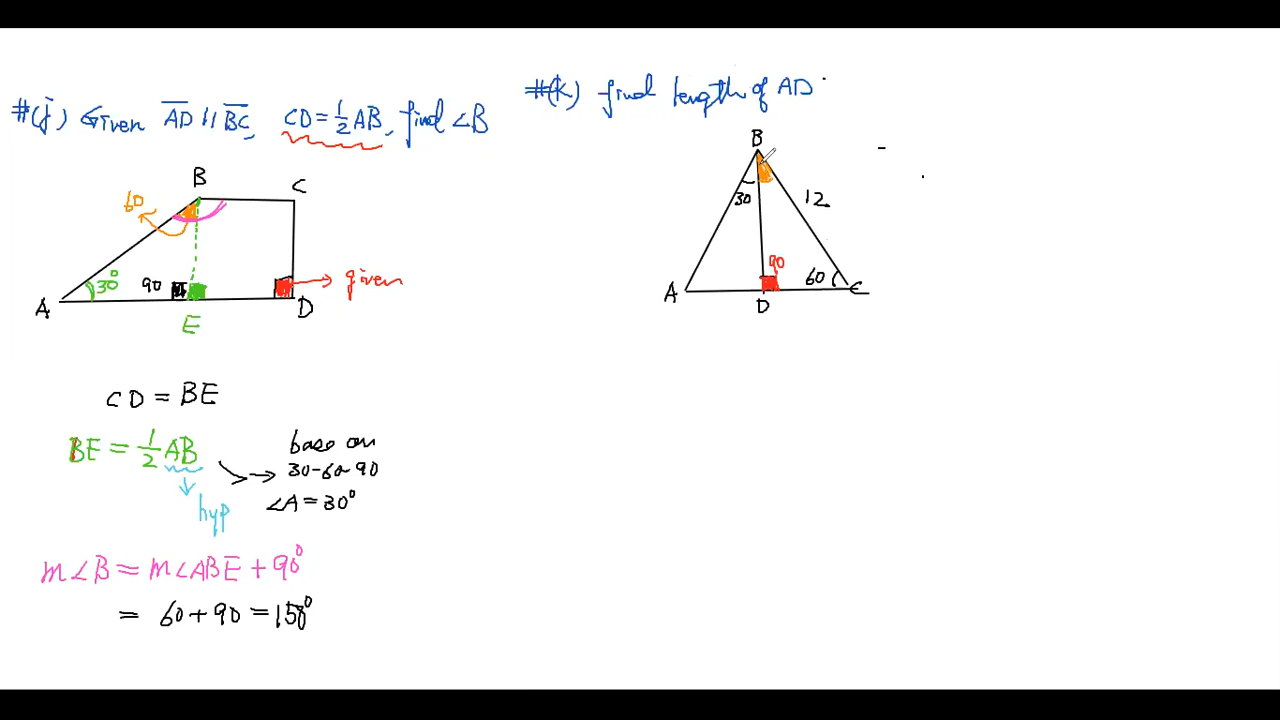 #(j) Given AD // BC, CD = 1/2 AB, find ∠B
B
C
60
30°
90
given
A
E
D
CD = BE
BE = 1/2 AB
hyp
base on
30-60-90
∠A = 30°
m∠B = m∠ABE + 90°
= 60 + 90 = 150°
#(k) find length of AD
B
30
12
90
60
A
D
C